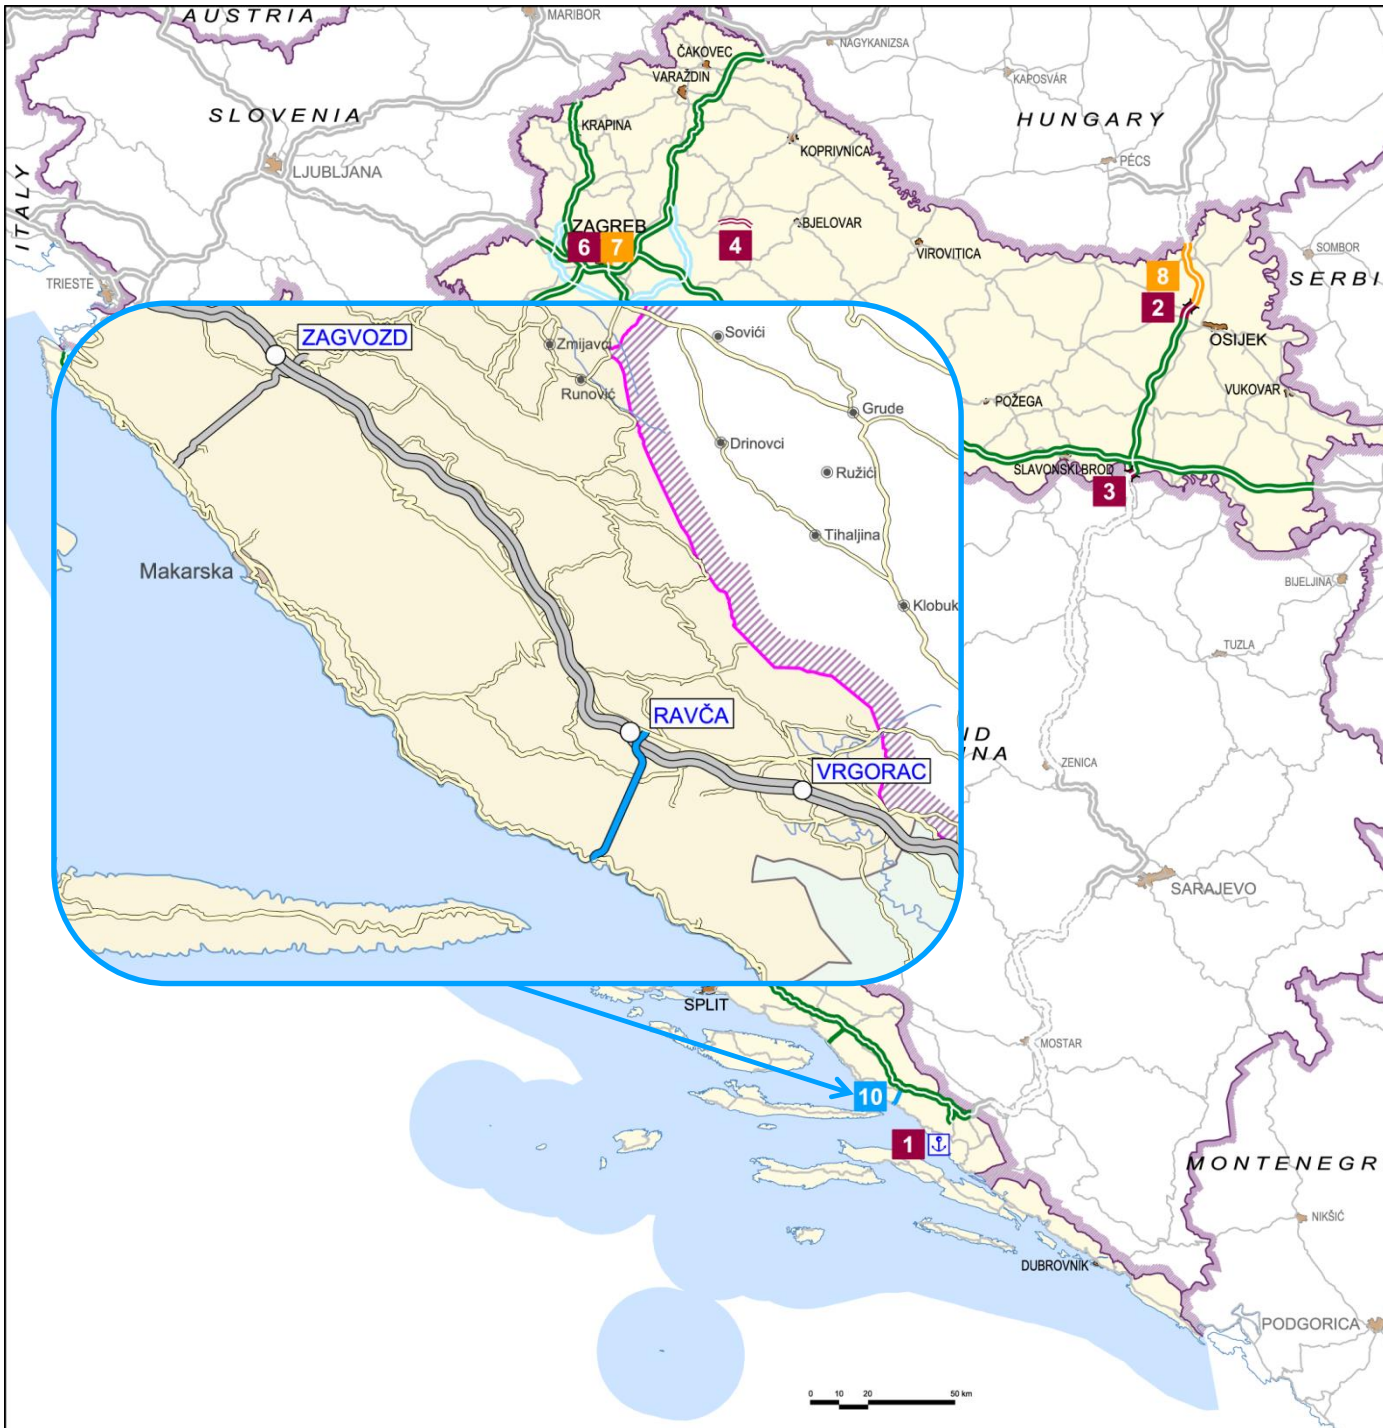 AUSTRIA
MARIBOR
NAGYKANIZSA
ČAKOVEC
VARAŽDIN
KAPOSVÁR
SLOVENIA
KRAPINA
HUNGARY
KOPRIVNICA
PÉCS
LJUBLJANA
ITALY
ZAGREB
BJELOVAR
6
7
4
VIROVITICA
SOMBOR
TRIESTE
8
SERBI
2
OSIJEK
ZAGVOZD
Zmijavci
Sovići
Runović
Grude
POŽEGA
VUKOVAR
Drinovci
Ružići
SLAVONSKI BROD
3
Tihaljina
Makarska
BIJELJINA
Klobuk
TUZLA
RAVČA
ID
INA
VRGORAC
ZENICA
SARAJEVO
SPLIT
MOSTAR
10
1
MONTENEGR
NIKŠIĆ
DUBROVNIK
PODGORICA
0 10 20 50 km